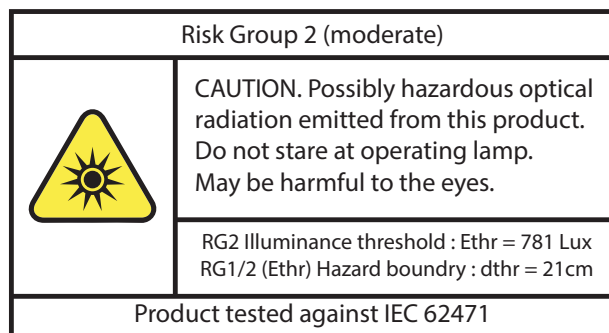 Risk Group 2 (moderate)
CAUTION. Possibly hazardous optical
radiation emitted from this product.
Do not stare at operating lamp.
May be harmful to the eyes.
RG2 Illuminance threshold : Ethr = 781 Lux
RG1/2 (Ethr) Hazard boundry : dthr = 21cm
Product tested against IEC 62471